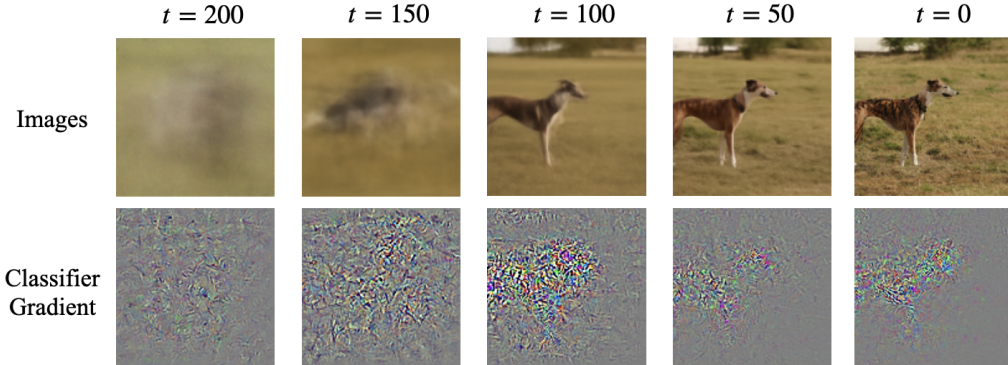 t = 200 t = 150 t = 100 t = 50 t = 0
Images
Classifier
Gradient